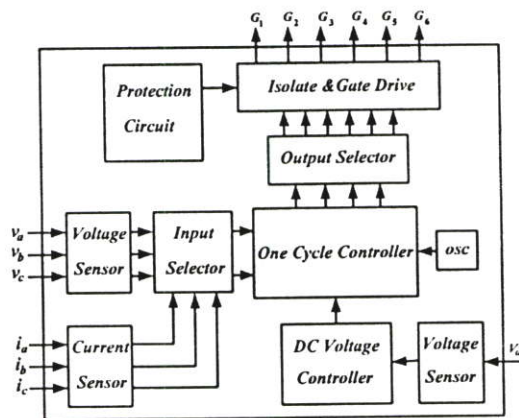 G1 G2 G3 G4 G5 G6
Protection
Circuit
Isolate &Gate Drive
Output Selector
va
vb
vc
Voltage
Sensor
Input
Selector
One Cycle Controller
osc
ia
ib
ic
Current
Sensor
DC Voltage
Controller
Voltage
Sensor